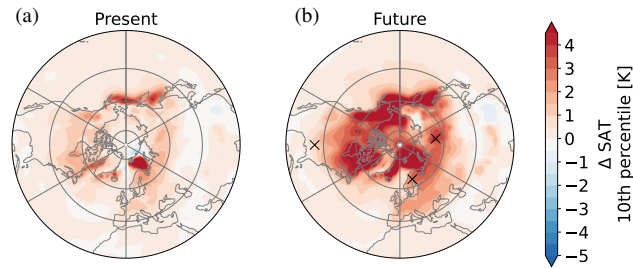 (a) Present
(b) Future
4
3
2
1
0
−1
−2
−3
−4
−5
Δ SAT
10th percentile [K]